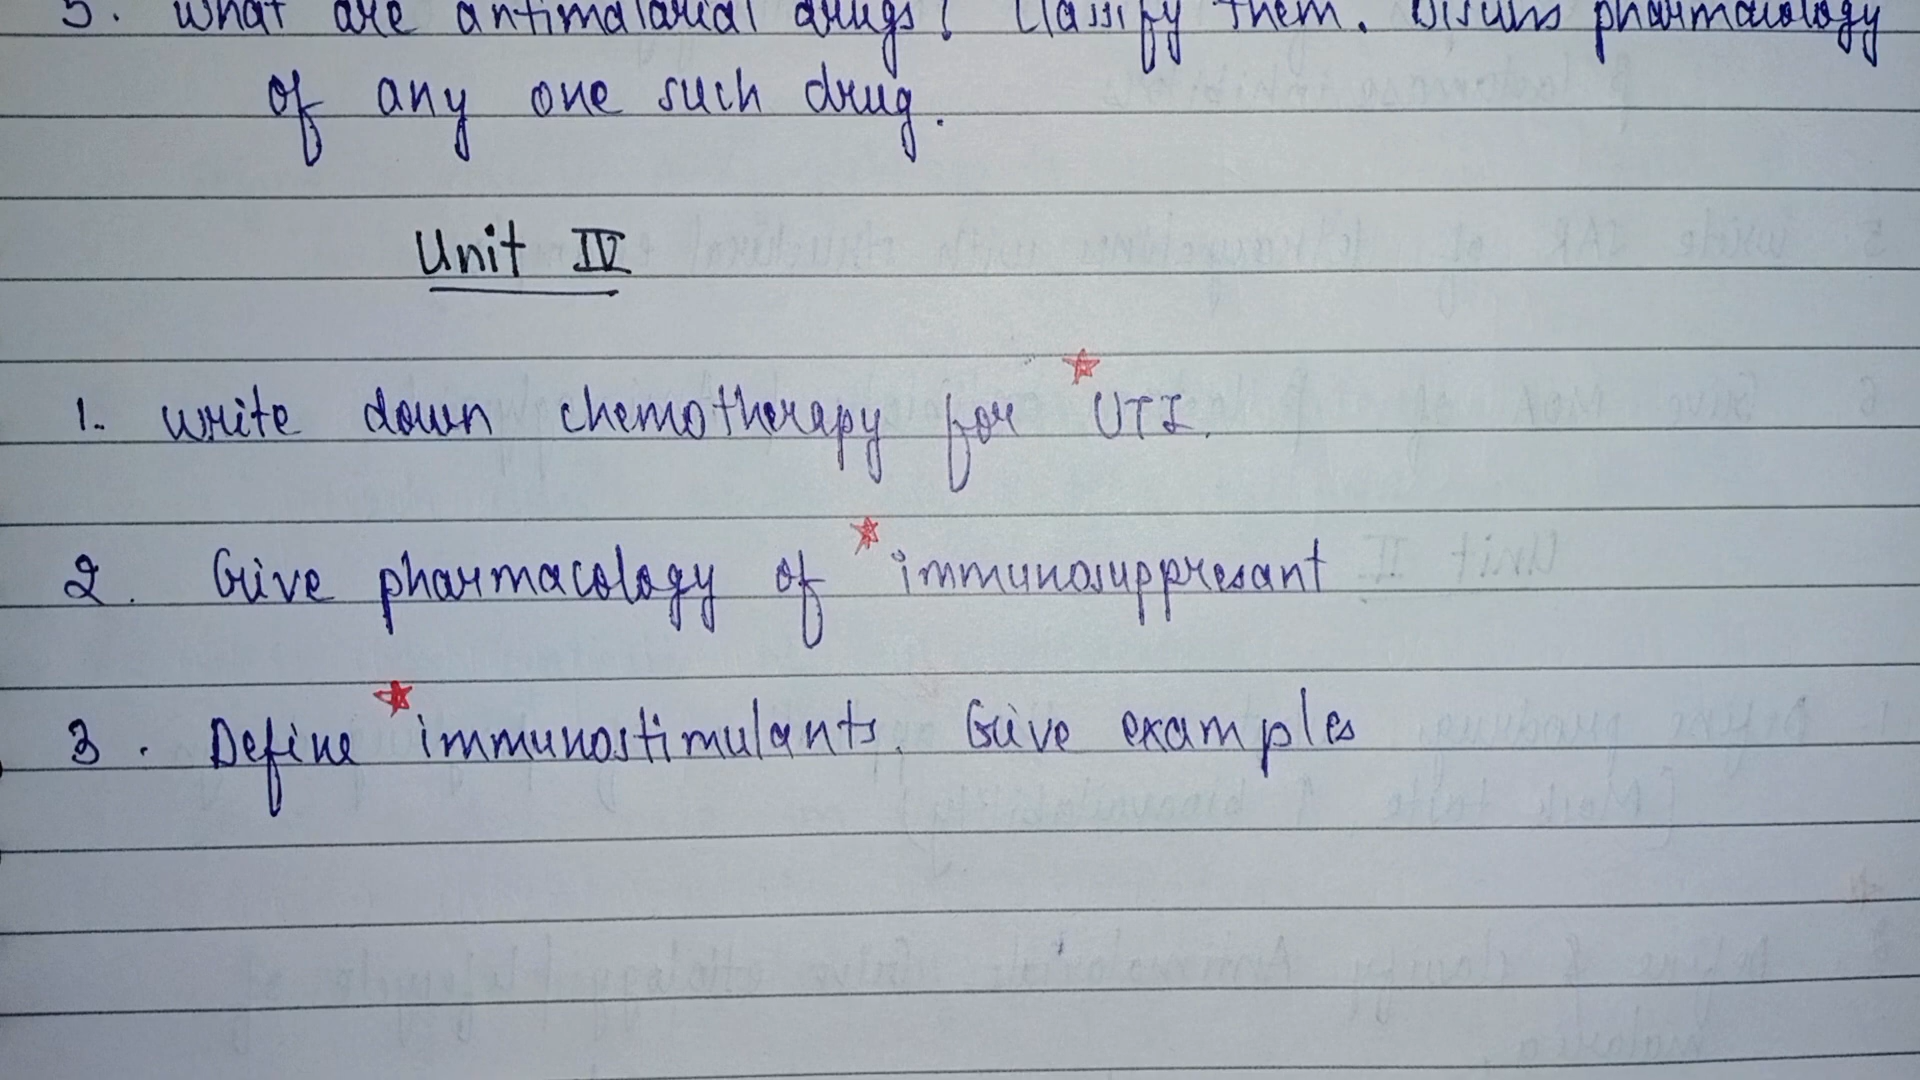 5. What are antimalarial drugs? Classify them. Discuss pharmacology
of any one such drug.
Unit IV
1. Write down chemotherapy for UTI.
2. Give pharmacology of immunosuppresant
3. Define immunostimulants. Give examples